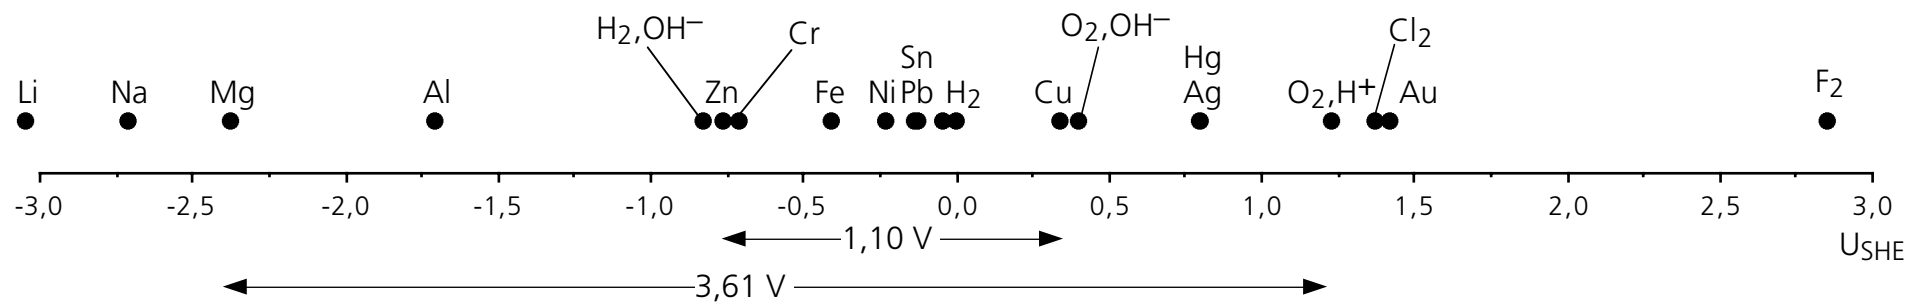 H₂,OH⁻ Cr O₂,OH⁻ Cl₂
Sn Hg
Li Na Mg Al Zn Fe Ni Pb H₂ Cu Ag O₂,H⁺ Au F₂
-3,0 -2,5 -2,0 -1,5 -1,0 -0,5 0,0 0,5 1,0 1,5 2,0 2,5 3,0
1,10 V USHE
3,61 V